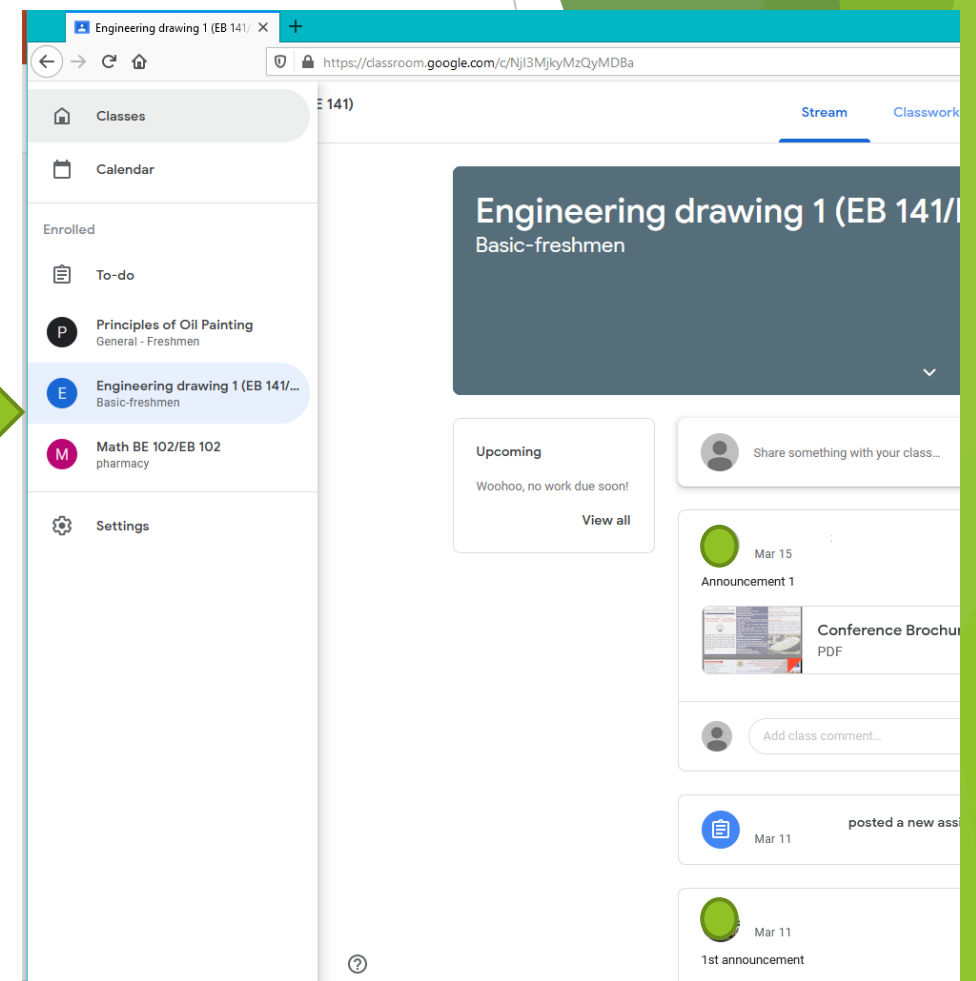 Engineering drawing 1 (EB 141/
https://classroom.google.com/c/NjI3MjkyMzQyMDBa
Classes
Calendar
Enrolled
To-do
P
Principles of Oil Painting
General - Freshmen
E
Engineering drawing 1 (EB 141/...
Basic-freshmen
M
Math BE 102/EB 102
pharmacy
Settings
E 141)
Stream
Classwork
Engineering drawing 1 (EB 141/
Basic-freshmen
Upcoming
Woohoo, no work due soon!
View all
Share something with your class...
Mar 15
Announcement 1
Conference Brochu
PDF
Add class comment...
posted a new assi
Mar 11
Mar 11
1st announcement